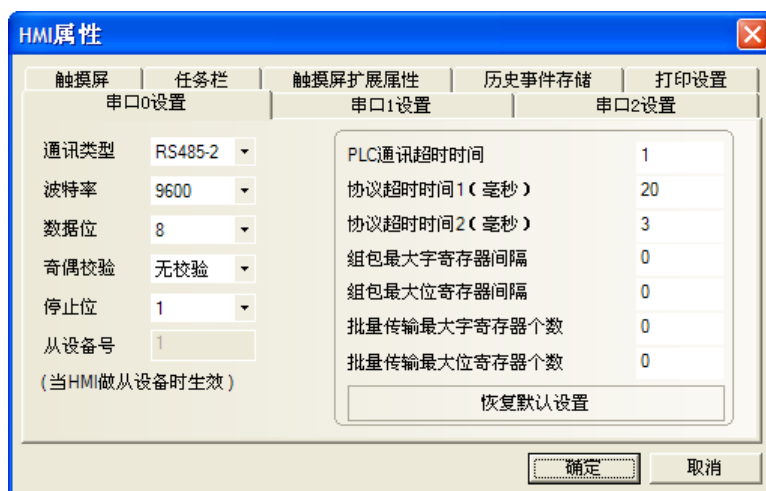 HMI属性
触摸屏 任务栏 触摸屏扩展属性 历史事件存储 打印设置
串口0设置 串口1设置 串口2设置
通讯类型 RS485-2
波特率 9600
数据位 8
奇偶校验 无校验
停止位 1
从设备号 1
(当HMI做从设备时生效)
PLC通讯超时时间 1
协议超时时间1(毫秒) 20
协议超时时间2(毫秒) 3
组包最大字寄存器间隔 0
组包最大位寄存器间隔 0
批量传输最大字寄存器个数 0
批量传输最大位寄存器个数 0
恢复默认设置
确定 取消